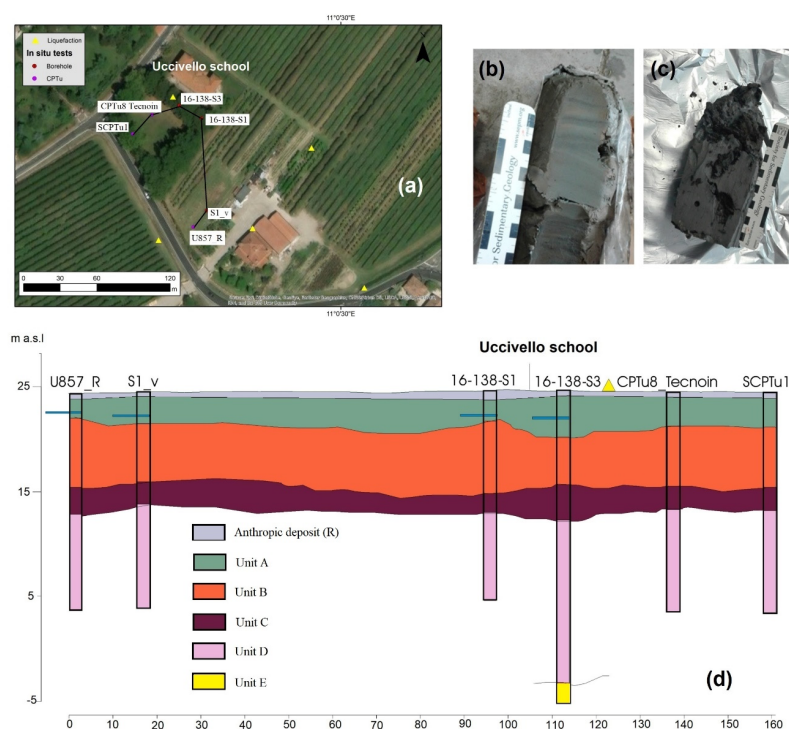 11°0'30"E
Liquefaction
In situ tests
Borehole
CPTu
Uccivello school
16-138-S3
CPTu8 Tecnoin
16-138-S1
SCPTu1
(a)
S1_v
U857_R
0 30 60 120
m
11°0'30"E
(b)
or Sedimentary Geology
(c)
m a.s.l
Uccivello school
U857_R S1_v 16-138-S1 16-138-S3 CPTu8_Tecnoin SCPTu1
25
15
5
-5
Anthropic deposit (R)
Unit A
Unit B
Unit C
Unit D
Unit E
(d)
0 10 20 30 40 50 60 70 80 90 100 110 120 130 140 150 160